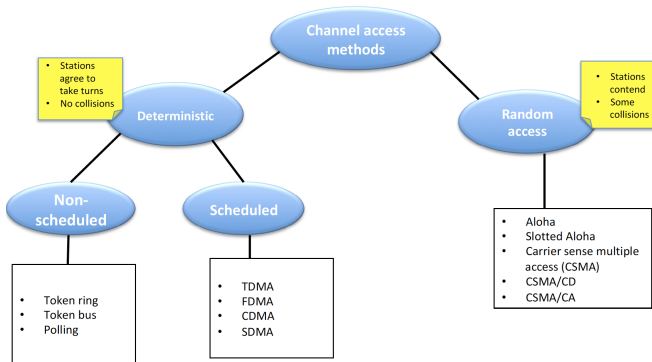 Channel access
methods
• Stations
agree to
take turns
• No collisions
Deterministic
• Stations
contend
• Some
collisions
Random
access
Non-
scheduled
Scheduled
• Aloha
• Slotted Aloha
• Carrier sense multiple
access (CSMA)
• CSMA/CD
• CSMA/CA
• Token ring
• Token bus
• Polling
• TDMA
• FDMA
• CDMA
• SDMA